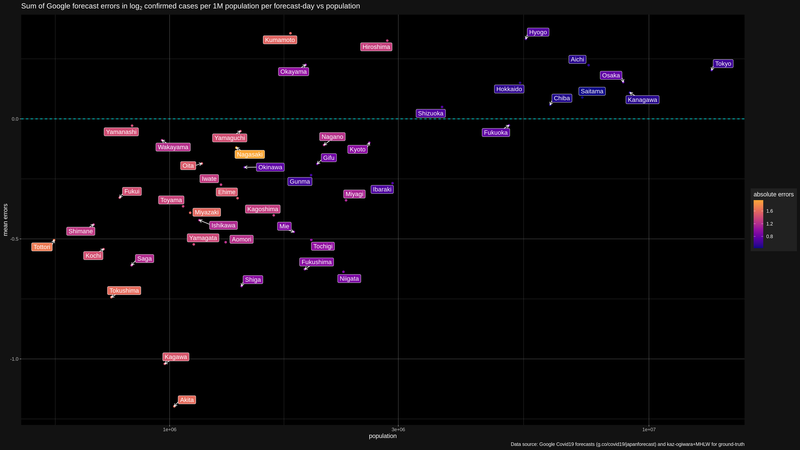 Sum of Google forecast errors in log2 confirmed cases per 1M population per forecast-day vs population
Kumamoto
Hyogo
Hiroshima
Aichi
Tokyo
Okayama
Osaka
Hokkaido
Saitama
Chiba
Kanagawa
Shizuoka
0.0
Yamanashi
Fukuoka
Yamaguchi
Nagano
Wakayama
Kyoto
Nagasaki
Gifu
Oita
Okinawa
Iwate
Gunma
Fukui
Ehime
Ibaraki
Miyagi
Toyama
absolute errors
1.6
1.2
0.8
Miyazaki
Kagoshima
mean errors
Shimane
Ishikawa
Mie
Yamagata
Aomori
-0.5
Tottori
Tochigi
Kochi
Saga
Fukushima
Shiga
Niigata
Tokushima
-1.0
Kagawa
Akita
1e+06
3e+06
1e+07
population
Data source: Google Covid19 forecasts (g.co/covid19/japanforecast) and kaz-ogiwara+MHLW for ground-truth